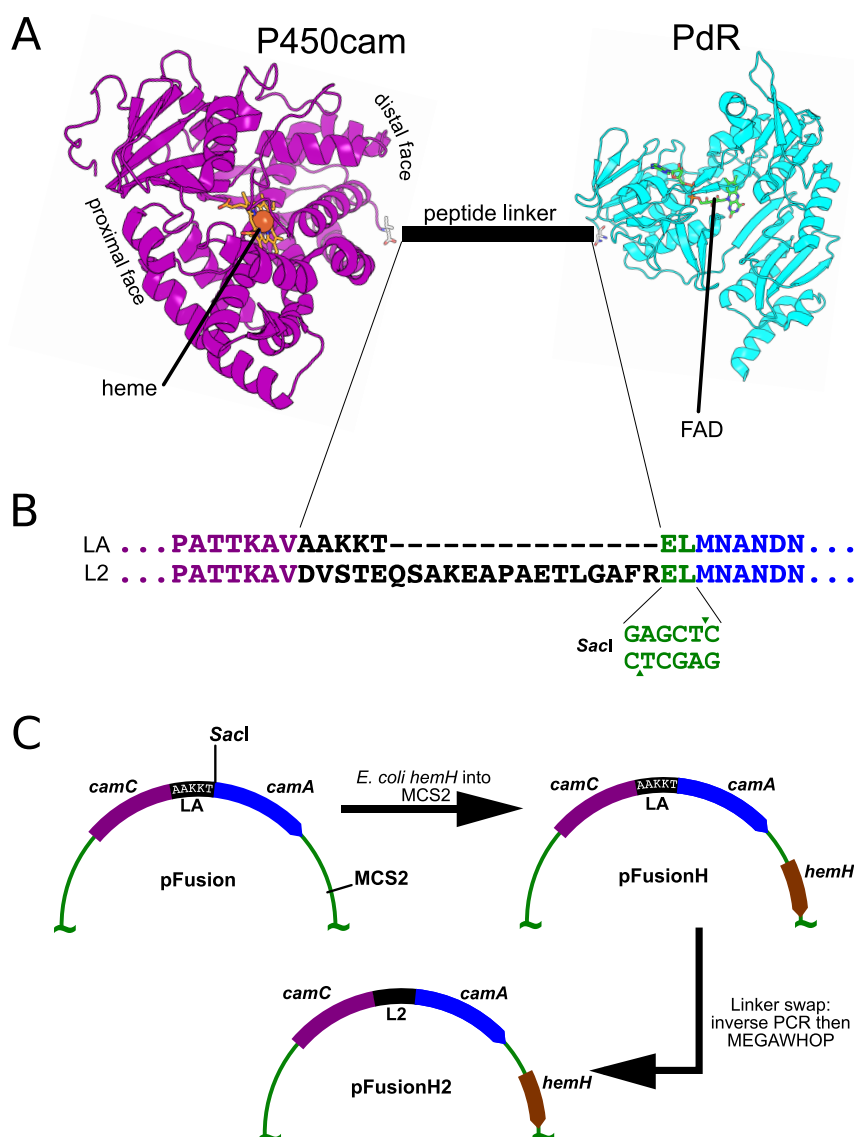 A
P450cam
PdR
distal face
proximal face
peptide linker
heme
FAD
B
LA ...PATTKAVAAKKT---------------ELMNANDN...
L2 ...PATTKAVDVSTEQSAKEAPAETLGAFRELMNANDN...
SacI
GAGCTC
CTCGAG
C
SacI
camC
AAKKT
LA
camA
pFusion
MCS2
E. coli hemH into
MCS2
camC
AAKKT
LA
camA
pFusionH
hemH
Linker swap:
inverse PCR then
MEGAWHOP
camC
L2
camA
pFusionH2
hemH